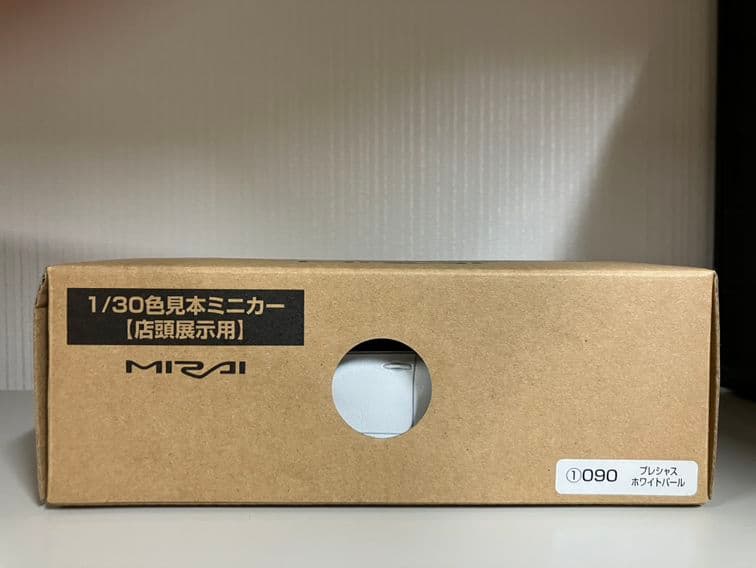 1/30色見本ミニカー
【店頭展示用】
MIRAI
①090
プレシャス
ホワイトパール